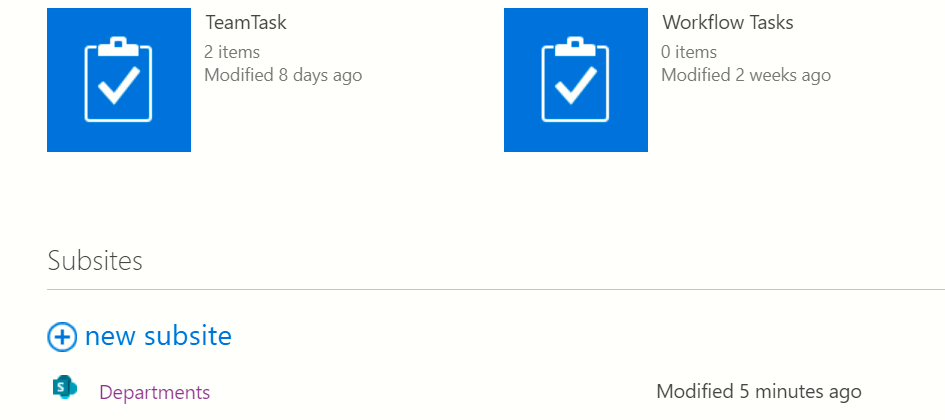 TeamTask
2 items
Modified 8 days ago
Workflow Tasks
0 items
Modified 2 weeks ago
Subsites
new subsite
S
Departments
Modified 5 minutes ago